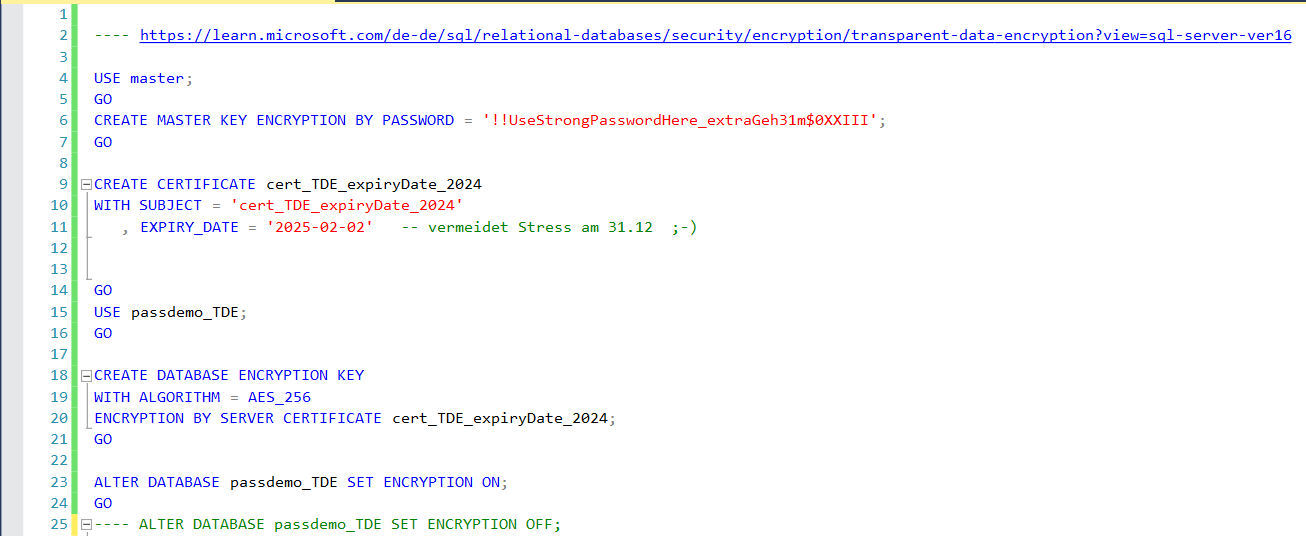 1
2 ---- https://learn.microsoft.com/de-de/sql/relational-databases/security/encryption/transparent-data-encryption?view=sql-server-ver16
3
4 USE master;
5 GO
6 CREATE MASTER KEY ENCRYPTION BY PASSWORD = '!!UseStrongPasswordHere_extraGeh31m$0XXIII';
7 GO
8
9 CREATE CERTIFICATE cert_TDE_expiryDate_2024
10 WITH SUBJECT = 'cert_TDE_expiryDate_2024'
11 , EXPIRY_DATE = '2025-02-02' -- vermeidet Stress am 31.12 ;-)
12
13
14 GO
15 USE passdemo_TDE;
16 GO
17
18 CREATE DATABASE ENCRYPTION KEY
19 WITH ALGORITHM = AES_256
20 ENCRYPTION BY SERVER CERTIFICATE cert_TDE_expiryDate_2024;
21 GO
22
23 ALTER DATABASE passdemo_TDE SET ENCRYPTION ON;
24 GO
25 ---- ALTER DATABASE passdemo_TDE SET ENCRYPTION OFF;